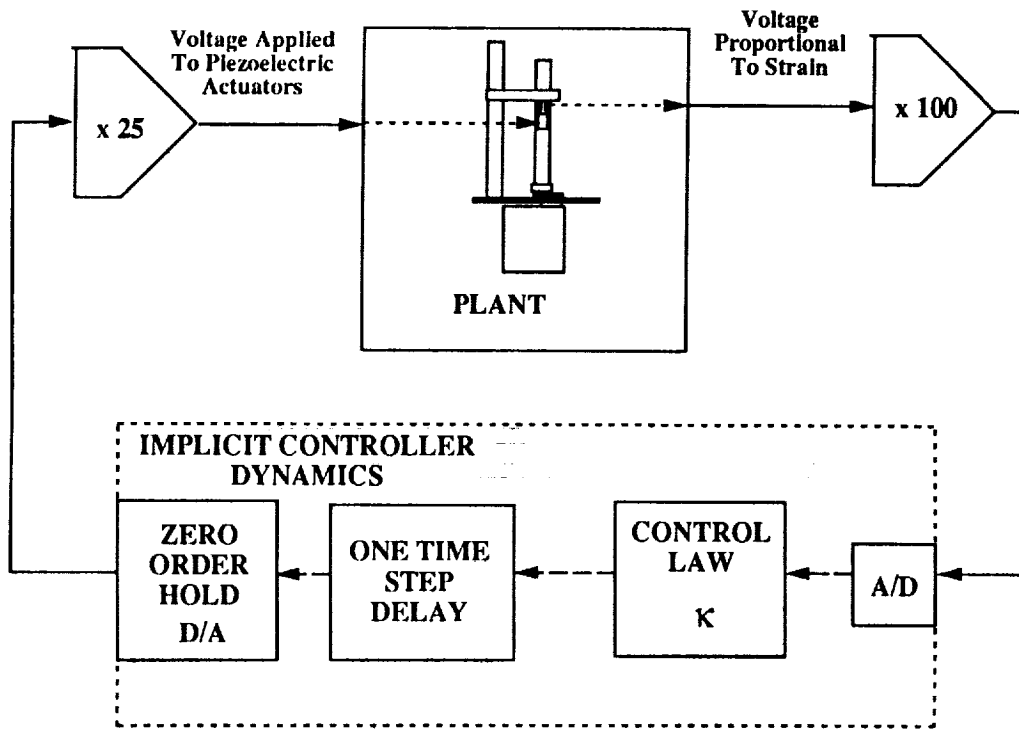 Voltage Applied
To Piezoelectric
Actuators
Voltage
Proportional
To Strain
x 25
x 100
PLANT
IMPLICIT CONTROLLER
DYNAMICS
ZERO
ORDER
HOLD
D/A
ONE TIME
STEP
DELAY
CONTROL
LAW
κ
A/D